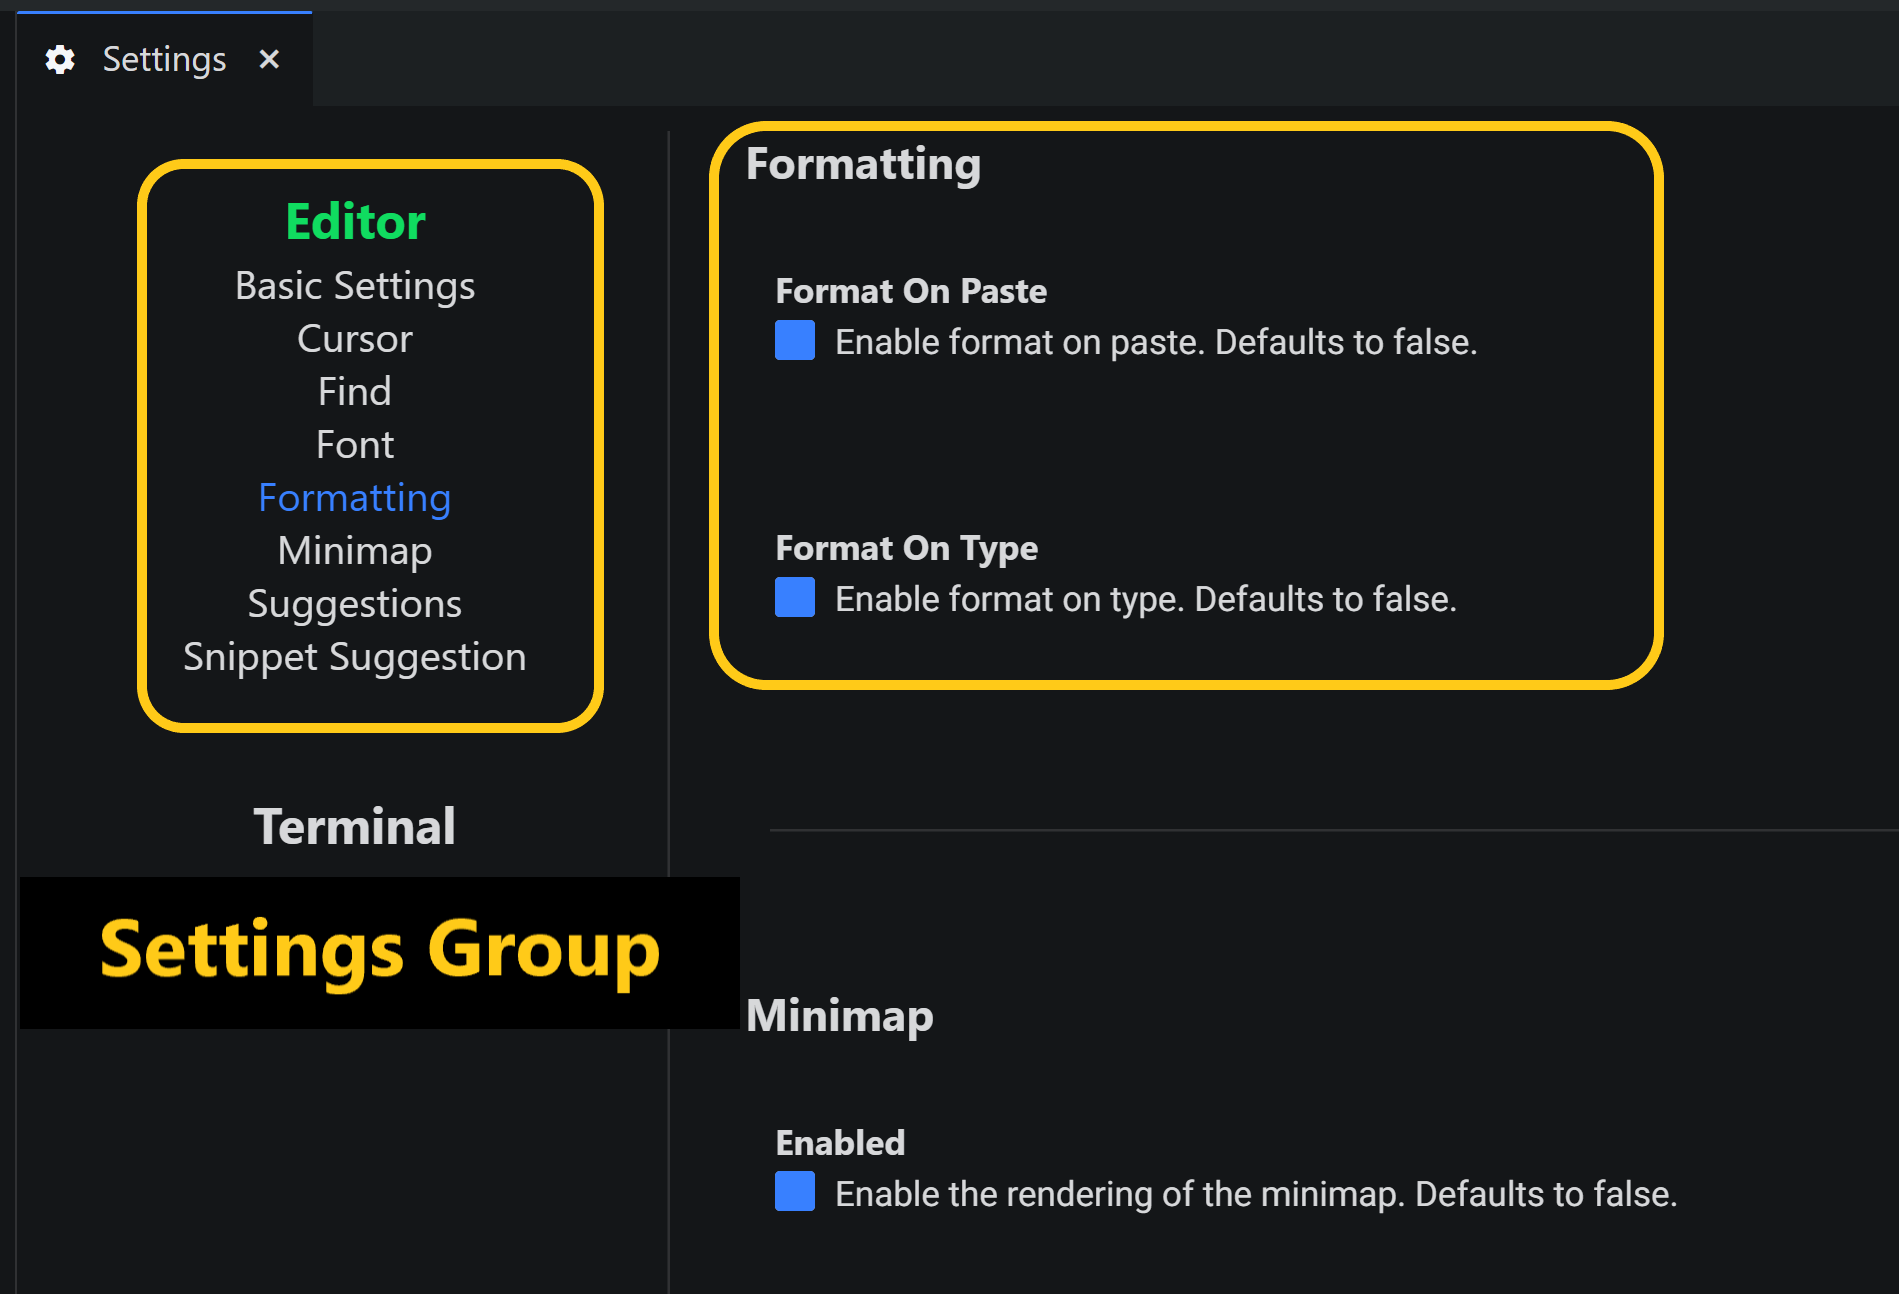 Settings
Editor
Basic Settings
Cursor
Find
Font
Formatting
Minimap
Suggestions
Snippet Suggestion
Terminal
Settings Group
Formatting
Format On Paste
Enable format on paste. Defaults to false.
Format On Type
Enable format on type. Defaults to false.
Minimap
Enabled
Enable the rendering of the minimap. Defaults to false.